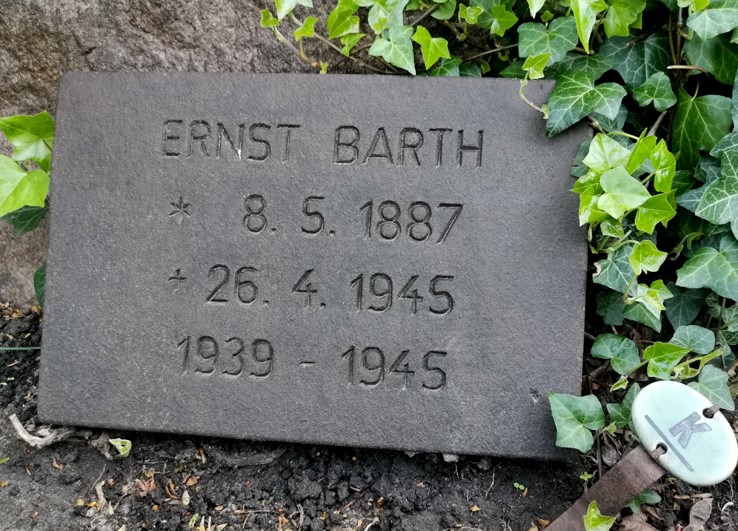 ERNST BARTH
* 8. 5. 1887
+ 26. 4. 1945
1939 - 1945
K